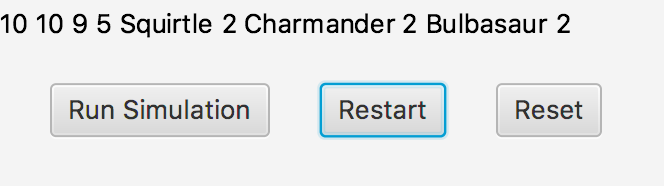 10 10 9 5 Squirtle 2 Charmander 2 Bulbasaur 2
Run Simulation Restart Reset